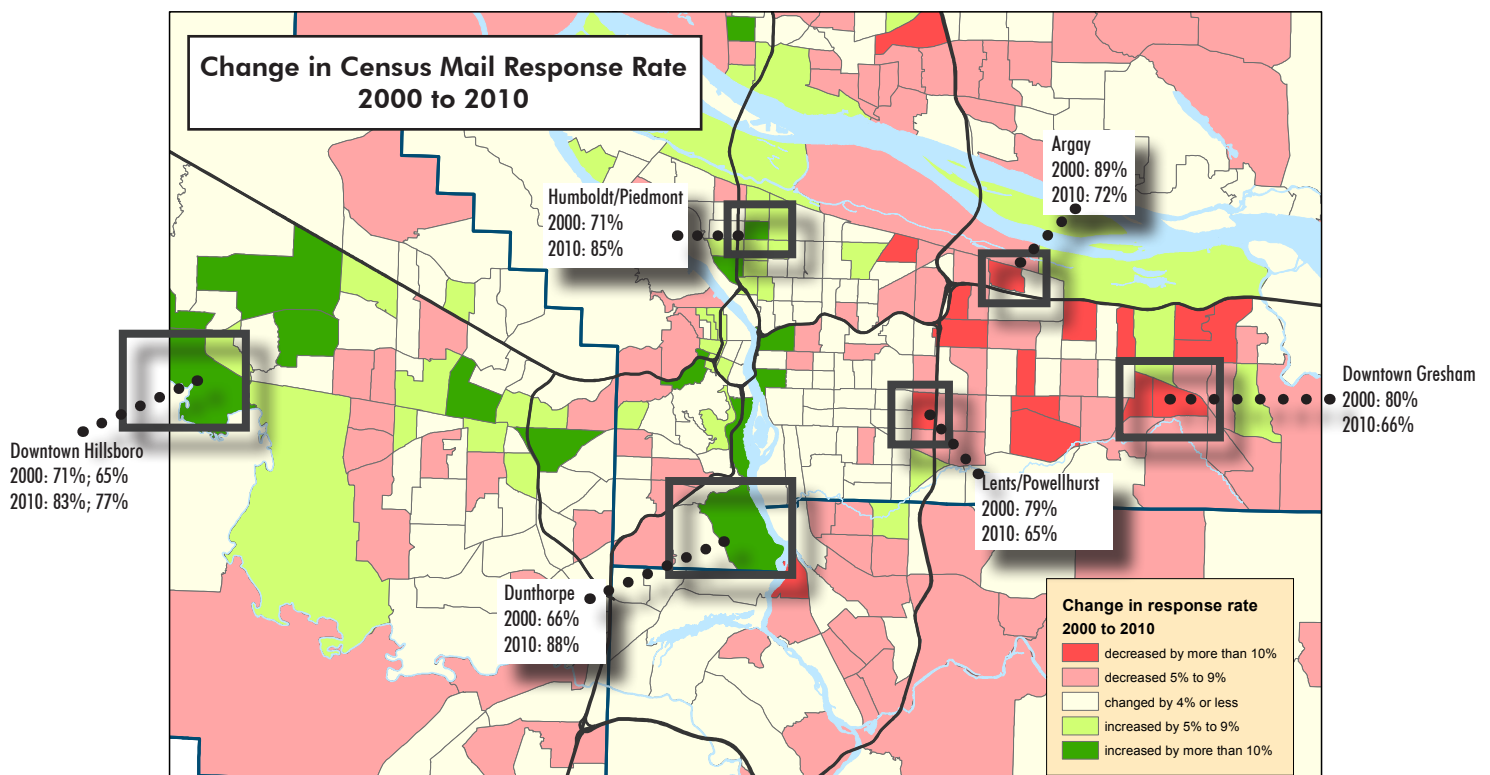 Change in Census Mail Response Rate
2000 to 2010
Argay
2000: 89%
2010: 72%
Humboldt/Piedmont
2000: 71%
2010: 85%
Downtown Gresham
2000: 80%
2010:66%
Downtown Hillsboro
2000: 71%; 65%
2010: 83%; 77%
Lents/Powellhurst
2000: 79%
2010: 65%
Dunthorpe
2000: 66%
2010: 88%
Change in response rate
2000 to 2010
decreased by more than 10%
decreased 5% to 9%
changed by 4% or less
increased by 5% to 9%
increased by more than 10%